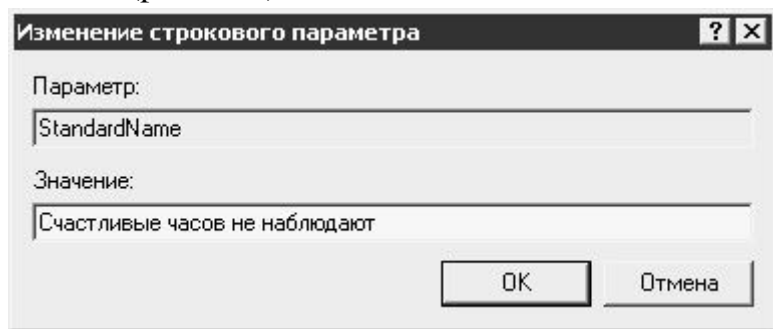 Изменение строкового параметра
Параметр:
StandardName
Значение:
Счастливые часов не наблюдают
OK Отмена